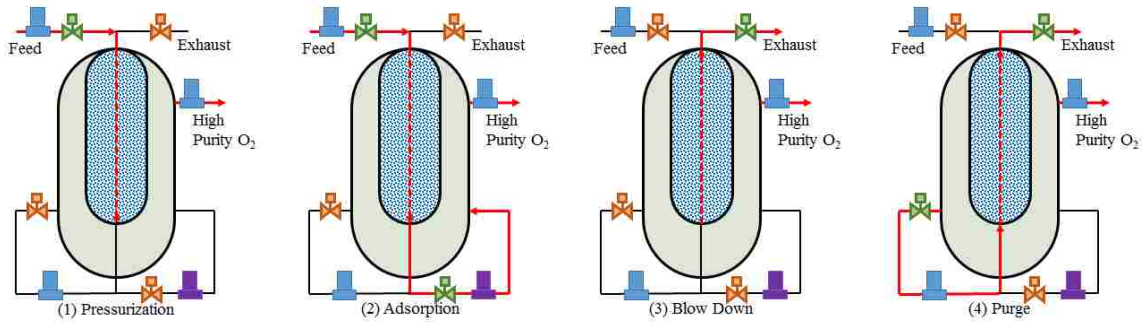 Feed
Exhaust
High
Purity O₂
(1) Pressurization
Feed
Exhaust
High
Purity O₂
(2) Adsorption
Feed
Exhaust
High
Purity O₂
(3) Blow Down
Feed
Exhaust
High
Purity O₂
(4) Purge